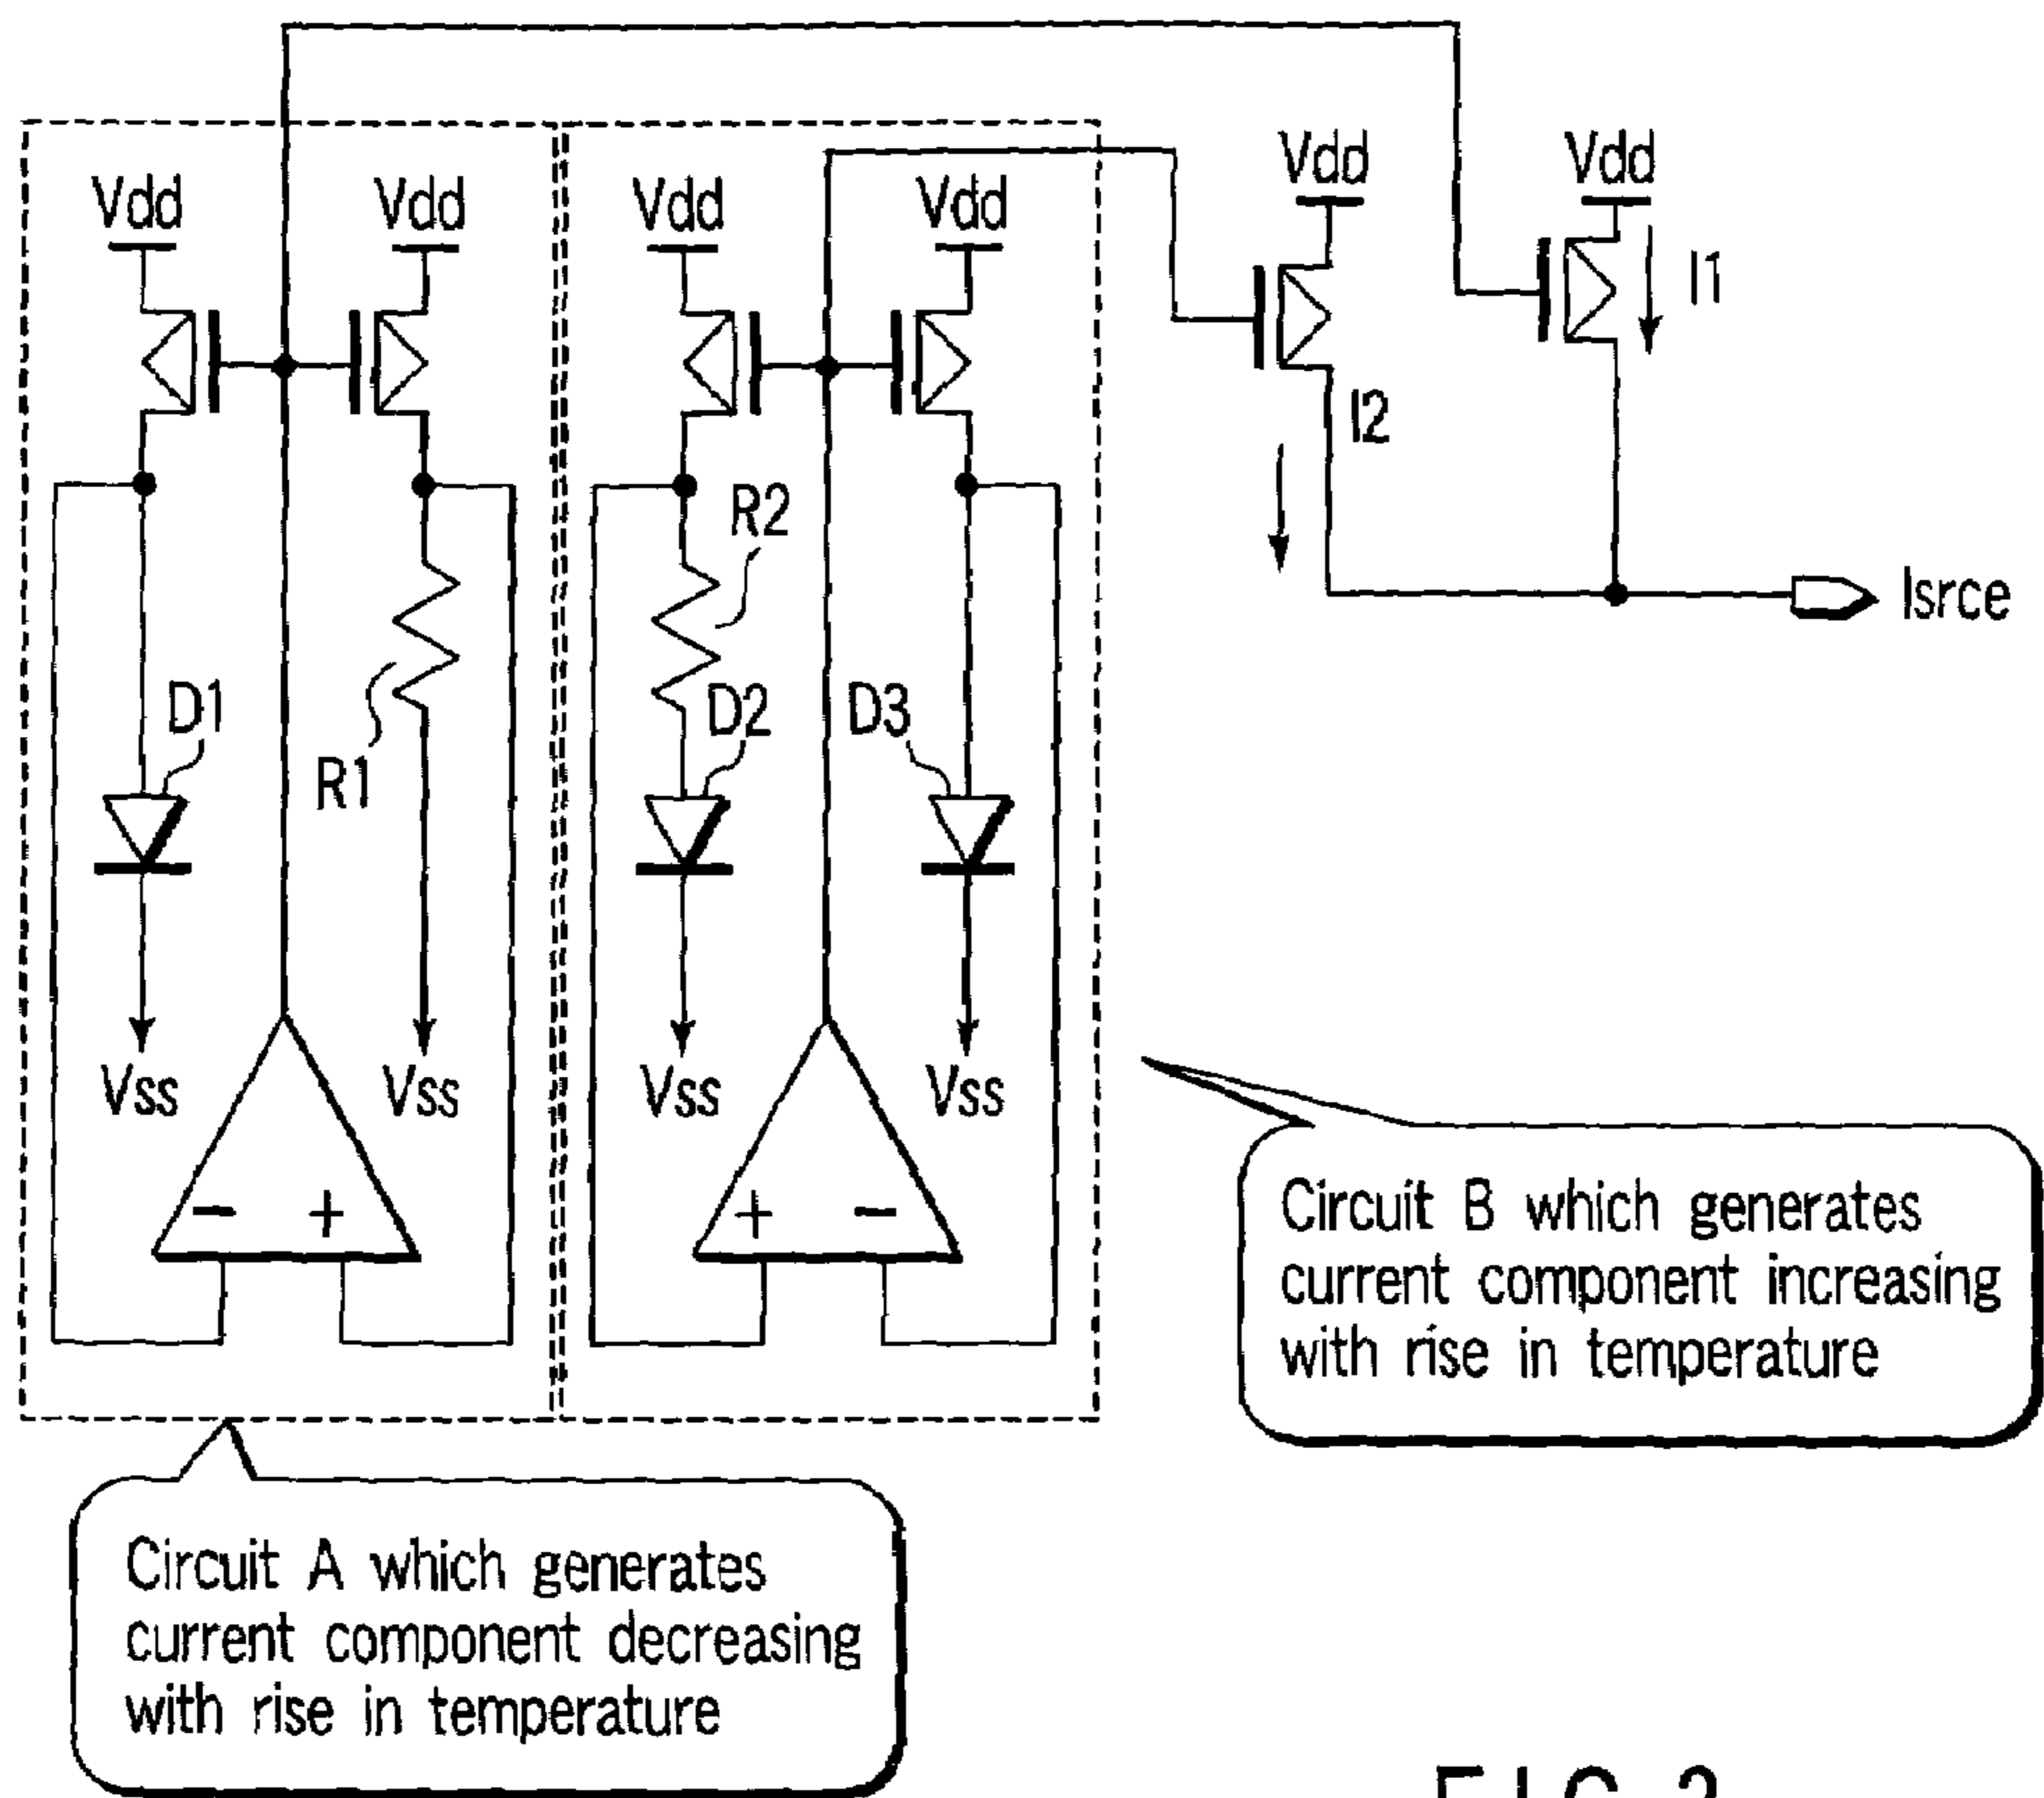 Vdd
Vdd
Vdd
Vdd
Vdd
Vdd
I1
I2
R2
Isrce
D1
R1
D2
D3
Vss
Vss
Vss
Vss
- +
+ -
Circuit B which generates
current component increasing
with rise in temperature
Circuit A which generates
current component decreasing
with rise in temperature